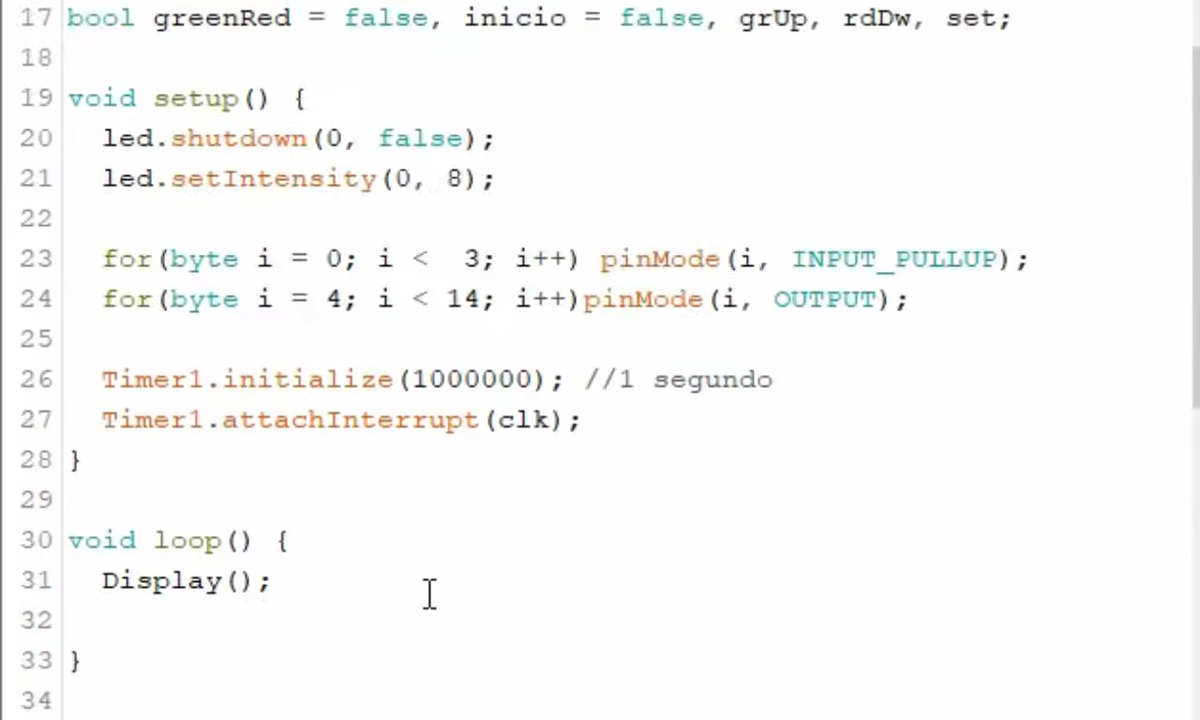 17 bool greenRed = false, inicio = false, grUp, rdDw, set;
18
19 void setup() {
20   led.shutdown(0, false);
21   led.setIntensity(0, 8);
22
23   for(byte i = 0; i <  3; i++) pinMode(i, INPUT_PULLUP);
24   for(byte i = 4; i < 14; i++)pinMode(i, OUTPUT);
25
26   Timer1.initialize(1000000); //1 segundo
27   Timer1.attachInterrupt(clk);
28 }
29
30 void loop() {
31   Display();
32
33 }
34